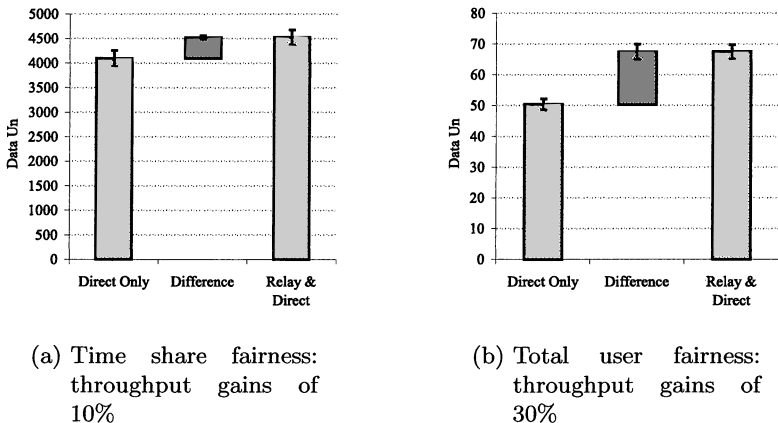 5000
4500
4000
3500
3000
2500
2000
1500
1000
500
0
Data Un
Direct Only
Difference
Relay &
Direct
(a) Time share fairness:
throughput gains of
10%
80
70
60
50
40
30
20
10
0
Data Un
Direct Only
Difference
Relay &
Direct
(b) Total user fairness:
throughput gains of
30%